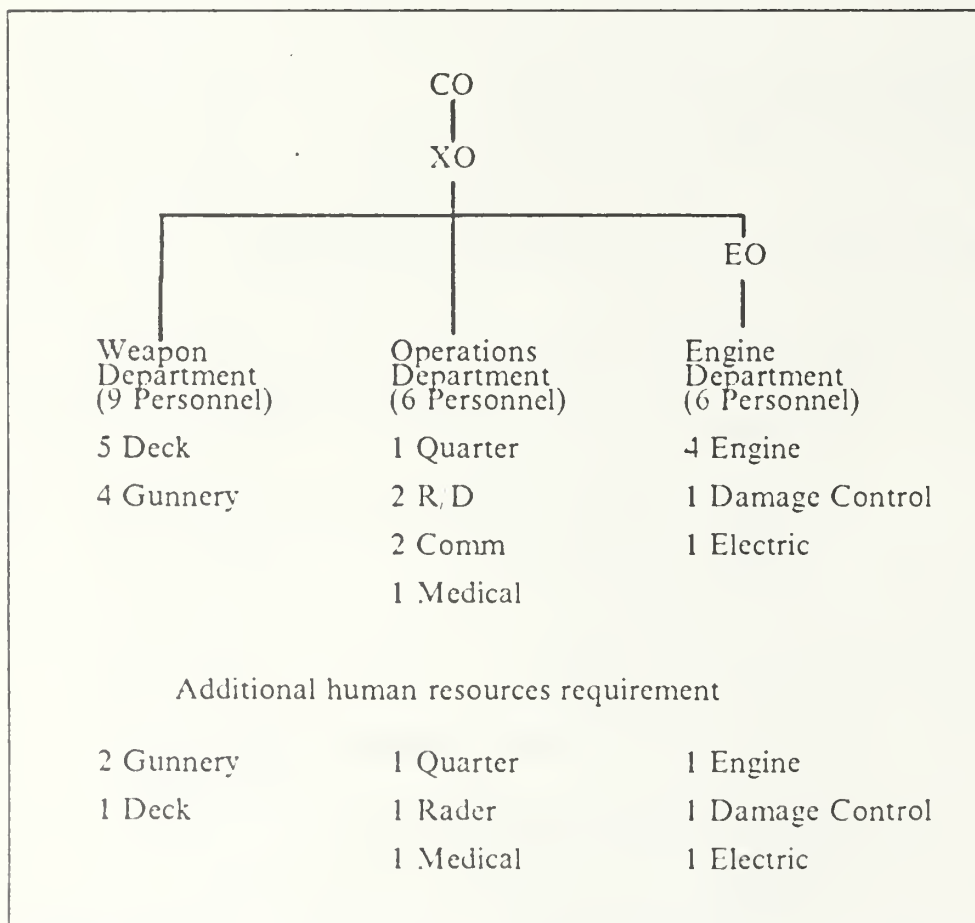 CO
XO
EO
Weapon
Department
(9 Personnel)
5 Deck
4 Gunnery
Operations
Department
(6 Personnel)
1 Quarter
2 R/D
2 Comm
1 Medical
Engine
Department
(6 Personnel)
4 Engine
1 Damage Control
1 Electric
Additional human resources requirement
2 Gunnery
1 Deck
1 Quarter
1 Rader
1 Medical
1 Engine
1 Damage Control
1 Electric